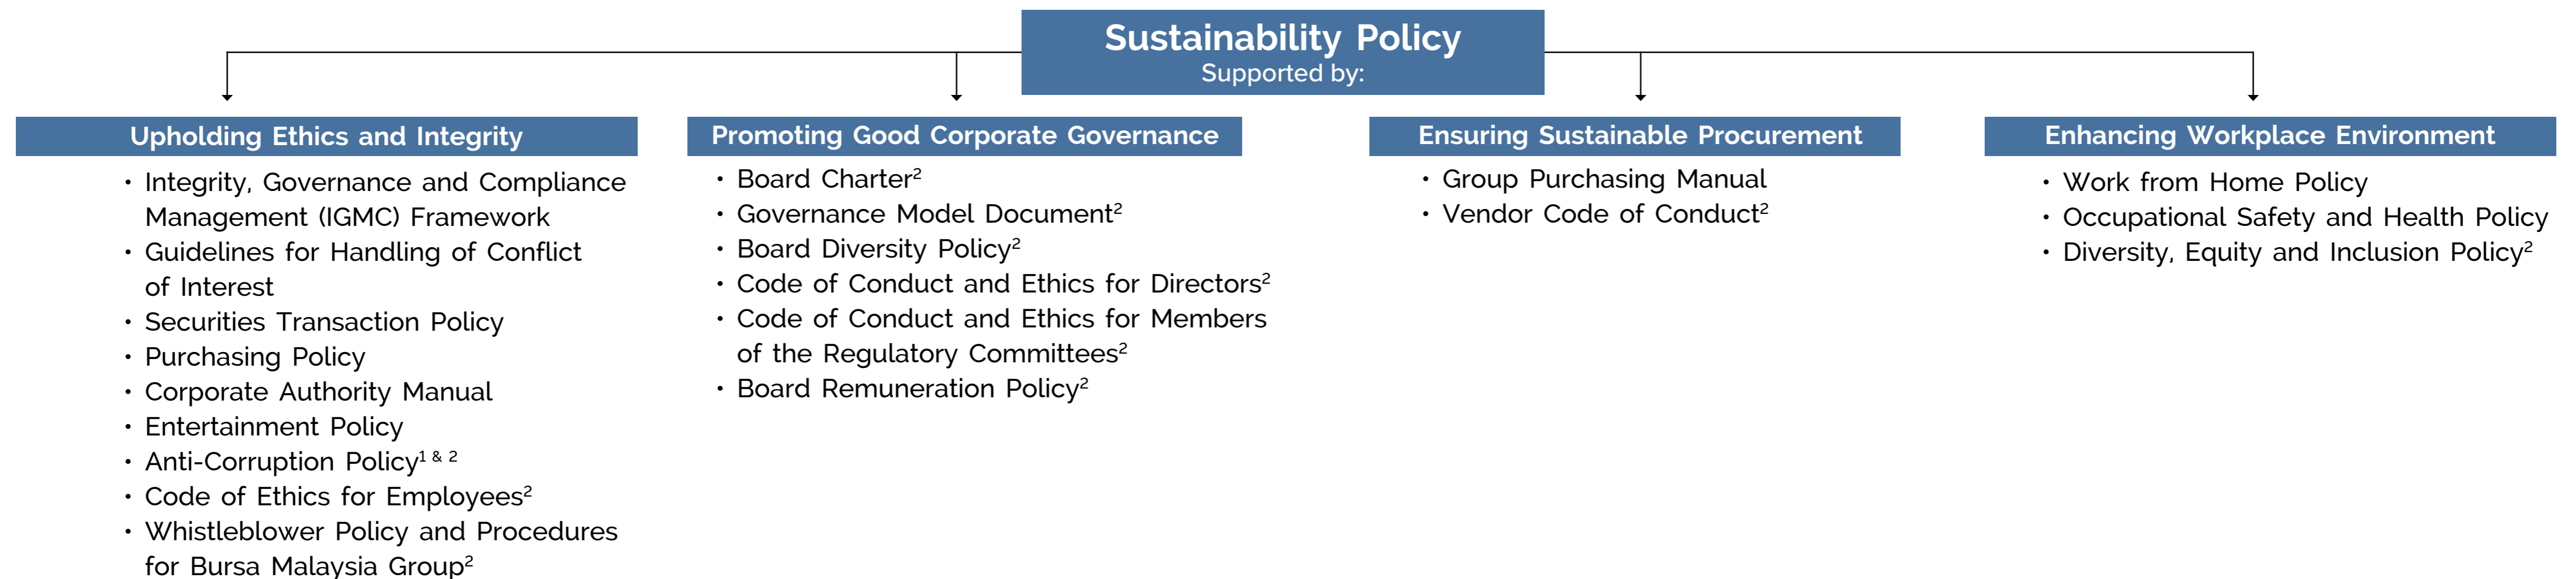 Sustainability Policy
Supported by:
Upholding Ethics and Integrity
• Integrity, Governance and Compliance
Management (IGMC) Framework
• Guidelines for Handling of Conflict
of Interest
• Securities Transaction Policy
• Purchasing Policy
• Corporate Authority Manual
• Entertainment Policy
• Anti-Corruption Policy¹ & ²
• Code of Ethics for Employees²
• Whistleblower Policy and Procedures
for Bursa Malaysia Group²
Promoting Good Corporate Governance
• Board Charter²
• Governance Model Document²
• Board Diversity Policy²
• Code of Conduct and Ethics for Directors²
• Code of Conduct and Ethics for Members
of the Regulatory Committees²
• Board Remuneration Policy²
Ensuring Sustainable Procurement
• Group Purchasing Manual
• Vendor Code of Conduct²
Enhancing Workplace Environment
• Work from Home Policy
• Occupational Safety and Health Policy
• Diversity, Equity and Inclusion Policy²